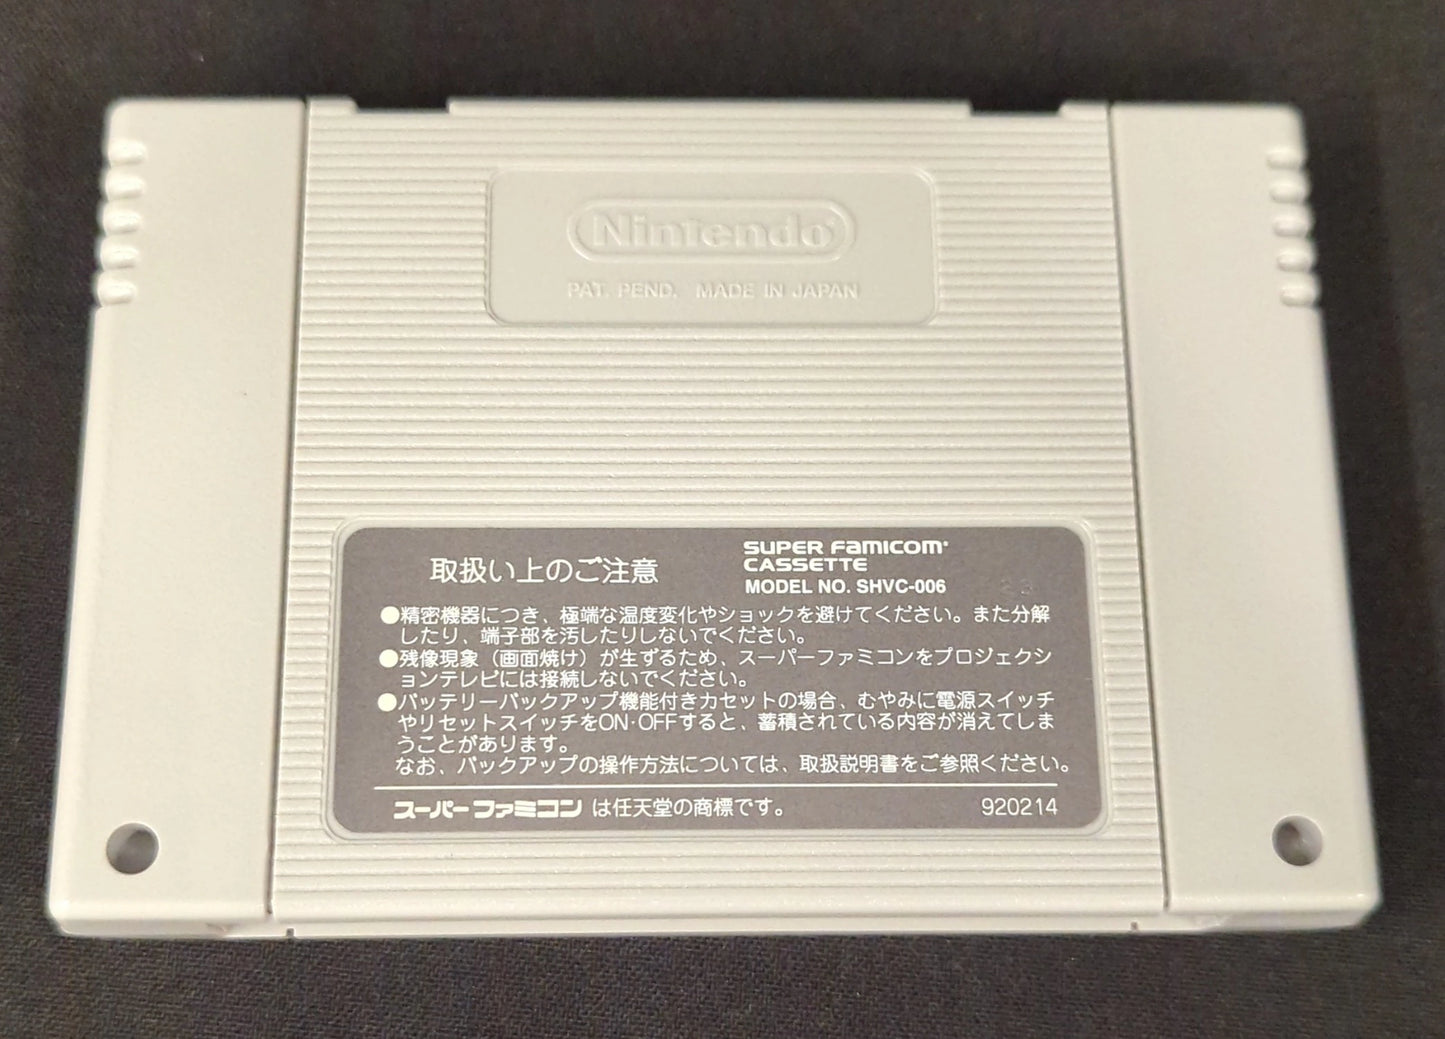 Nintendo
PAT. PEND. MADE IN JAPAN
取扱い上のご注意
SUPER FAMICOM
CASSETTE
MODEL NO. SHVC-006
●精密機器につき、極端な温度変化やショックを避けてください。また分解
したり、端子部を汚したりしないでください。
●残像現象（画面焼け）が生ずるため、スーパーファミコンをプロジェクシ
ョンテレビには接続しないでください。
●バッテリーバックアップ機能付きカセットの場合、むやみに電源スイッチ
やリセットスイッチをON･OFFすると、蓄積されている内容が消えてしま
うことがあります。
なお、バックアップの操作方法については、取扱説明書をご参照ください。
スーパーファミコン は任天堂の商標です。
920214